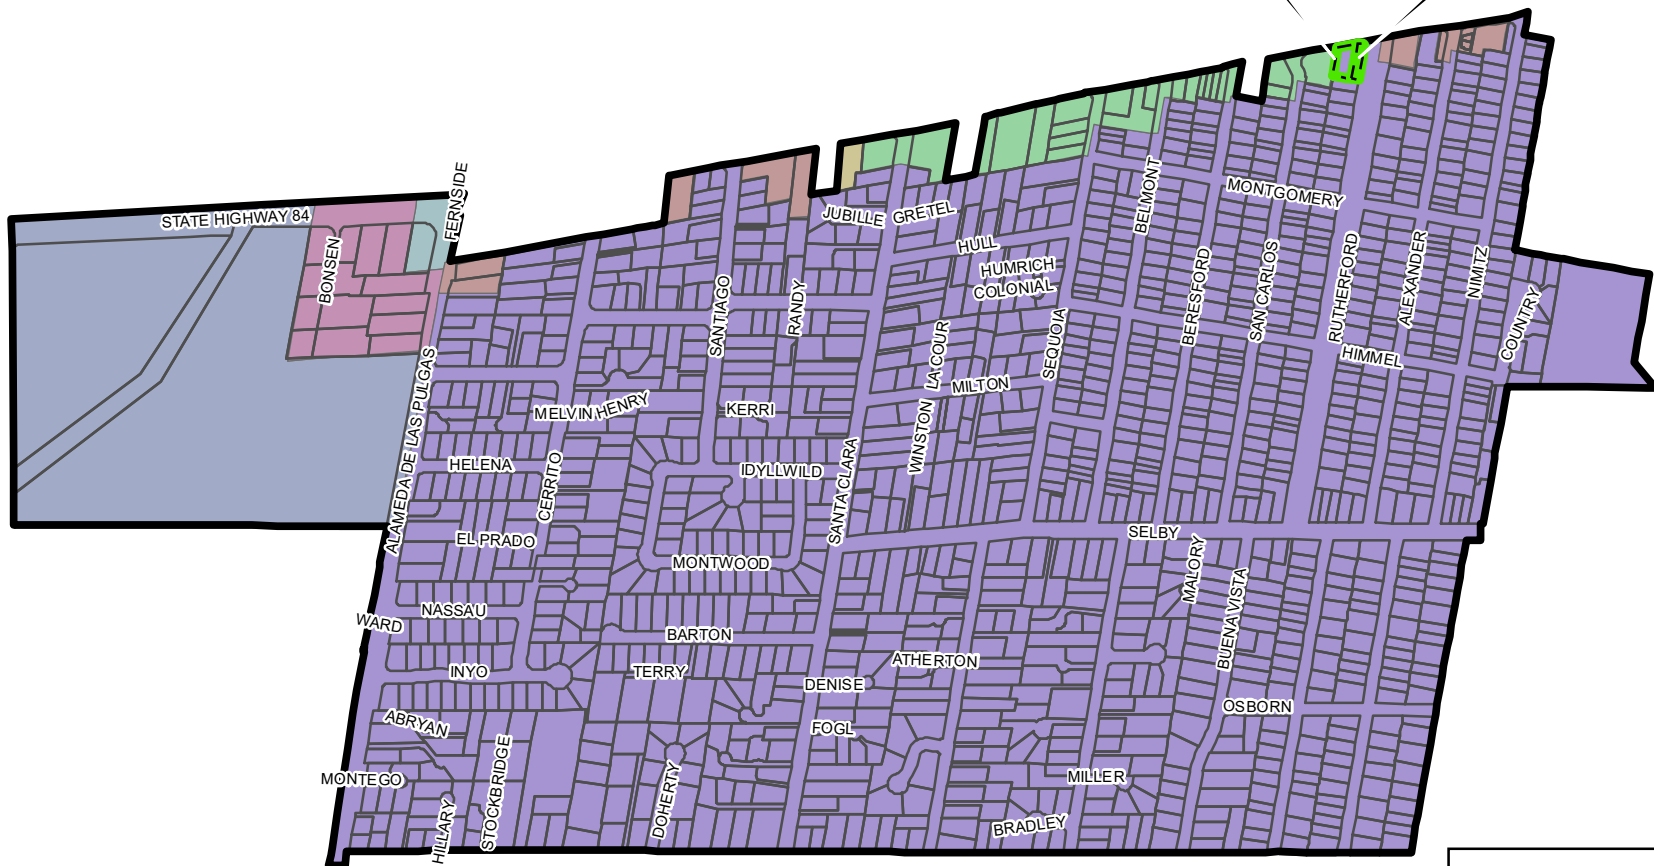 STATE HIGHWAY 84
FERNSIDE
BONSEN
JUBILLE
GRETEL
BELMONT
MONTGOMERY
HULL
HUMRICH
COLONIAL
SANTIAGO
RANDY
BERESFORD
SAN CARLOS
RUTHERFORD
ALEXANDER
NIMITZ
COUNTRY
LA COUR
SEQUOIA
HIMMEL
ALAMEDA DE LAS PULGAS
MELVIN HENRY
KERRI
MILTON
WINSTON
HELENA
CERRITO
IDYLLWILD
SANTA CLARA
EL PRADO
MONTWOOD
SELBY
MALORY
BUENA VISTA
NASSAU
WARD
BARTON
INYO
TERRY
ATHERTON
DENISE
ABRYAN
FOGL
OSBORN
MONTEGO
STOCKBRIDGE
DOHERTY
MILLER
HILLARY
BRADLEY